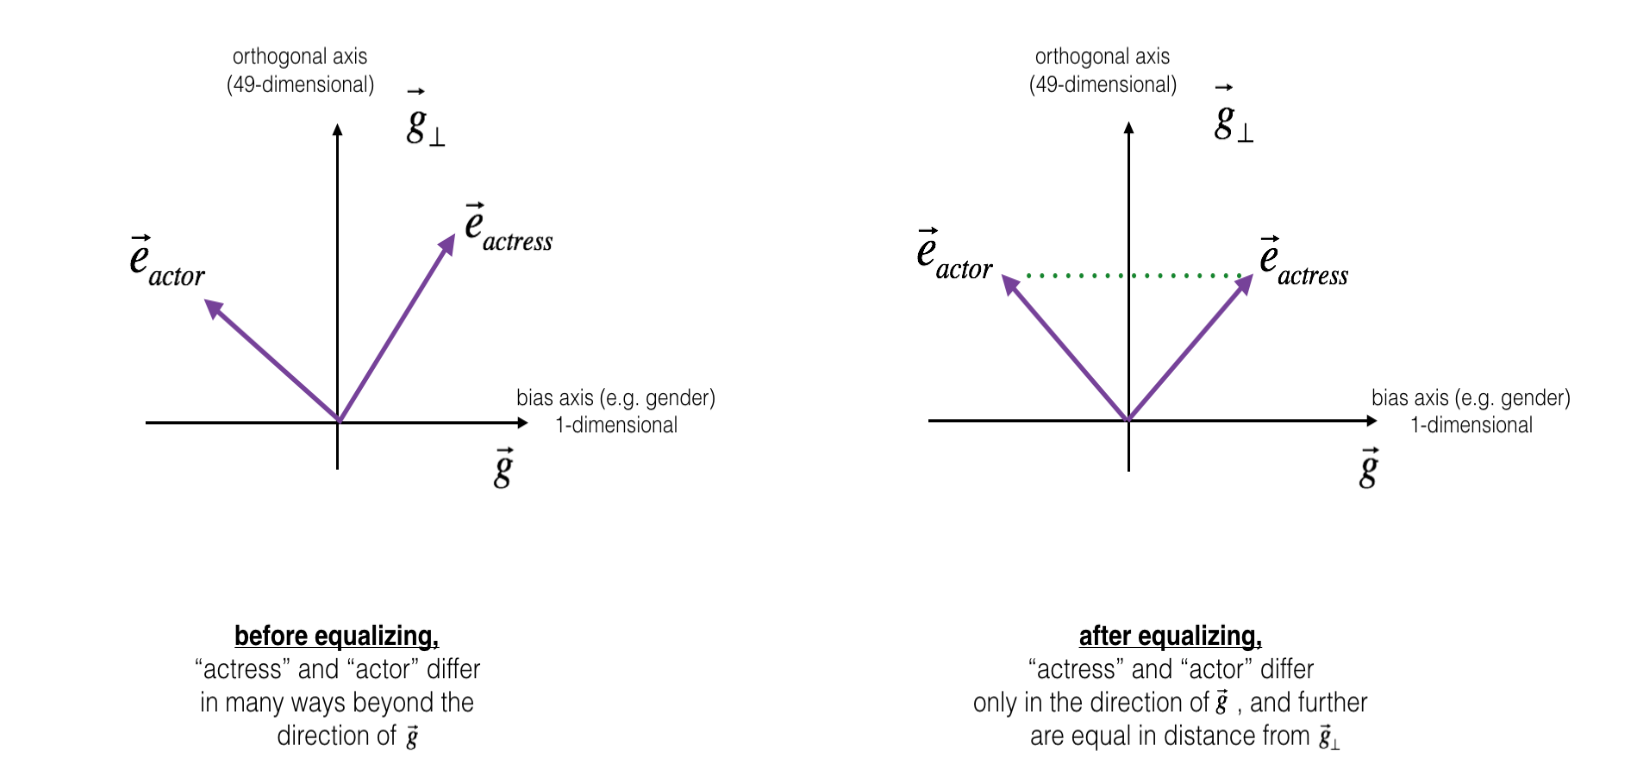 orthogonal axis
(49-dimensional)
g⃗⊥
e⃗actress
e⃗actor
bias axis (e.g. gender)
1-dimensional
g⃗
before equalizing,
“actress” and “actor” differ
in many ways beyond the
direction of g⃗
orthogonal axis
(49-dimensional)
g⃗⊥
e⃗actor
e⃗actress
bias axis (e.g. gender)
1-dimensional
g⃗
after equalizing,
“actress” and “actor” differ
only in the direction of g⃗ , and further
are equal in distance from g⃗⊥